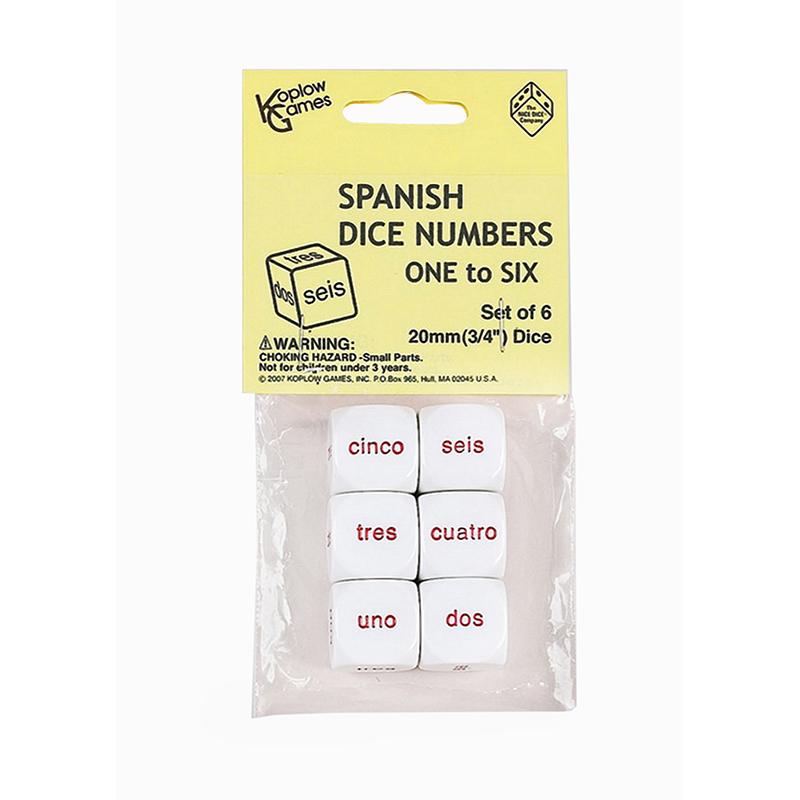 Koplow
Games
The
NICE DICE
Company
SPANISH
DICE NUMBERS
ONE to SIX
tres
dos
seis
Set of 6
20mm(3/4") Dice
⚠WARNING:
CHOKING HAZARD -Small Parts.
Not for children under 3 years.
© 2007 KOPLOW GAMES, INC. P.O.Box 965, Hull, MA 02045 U.S.A.
cinco seis
tres cuatro
uno dos
tres